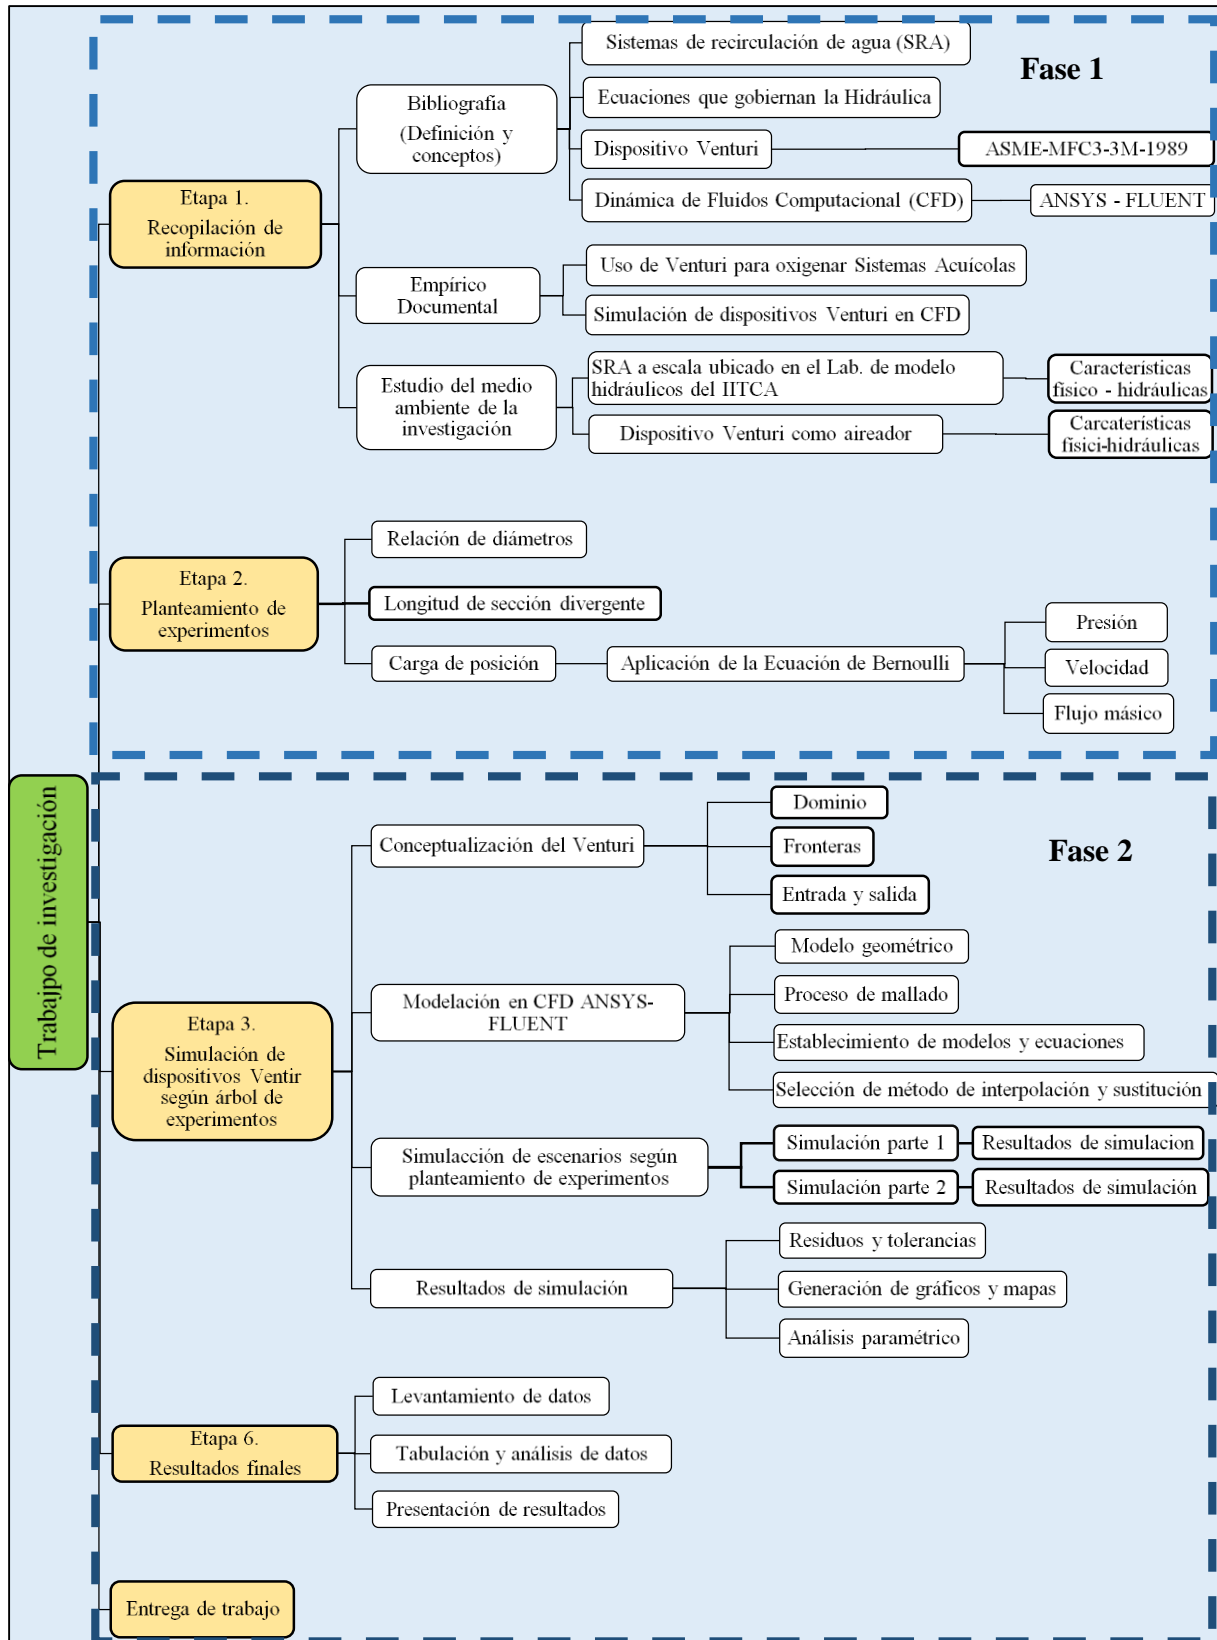 Fase 1
Etapa 1.
Recopilación de
información
Bibliografia
(Definición y
conceptos)
Sistemas de recirculación de agua (SRA)
Ecuaciones que gobiernan la Hidráulica
Dispositivo Venturi
ASME-MFC3-3M-1989
Dinámica de Fluidos Computacional (CFD)
ANSYS - FLUENT
Empírico
Documental
Uso de Venturi para oxigenar Sistemas Acuícolas
Simulación de dispositivos Venturi en CFD
Estudio del medio
ambiente de la
investigación
SRA a escala ubicado en el Lab. de modelo
hidráulicos del IITCA
Características
físico - hidráulicas
Dispositivo Venturi como aireador
Carcaterísticas
físici-hidráulicas
Etapa 2.
Planteamiento de
experimentos
Relación de diámetros
Longitud de sección divergente
Carga de posición
Aplicación de la Ecuación de Bernoulli
Presión
Velocidad
Flujo másico
Trabajpo de investigación
Fase 2
Etapa 3.
Simulación de
dispositivos Ventir
según árbol de
experimentos
Conceptualización del Venturi
Dominio
Fronteras
Entrada y salida
Modelación en CFD ANSYS-
FLUENT
Modelo geométrico
Proceso de mallado
Establecimiento de modelos y ecuaciones
Selección de método de interpolación y sustitución
Simulacción de escenarios según
planteamiento de experimentos
Simulación parte 1
Resultados de simulacion
Simulación parte 2
Resultados de simulación
Resultados de simulación
Residuos y tolerancias
Generación de gráficos y mapas
Análisis paramétrico
Etapa 6.
Resultados finales
Levantamiento de datos
Tabulación y análisis de datos
Presentación de resultados
Entrega de trabajo